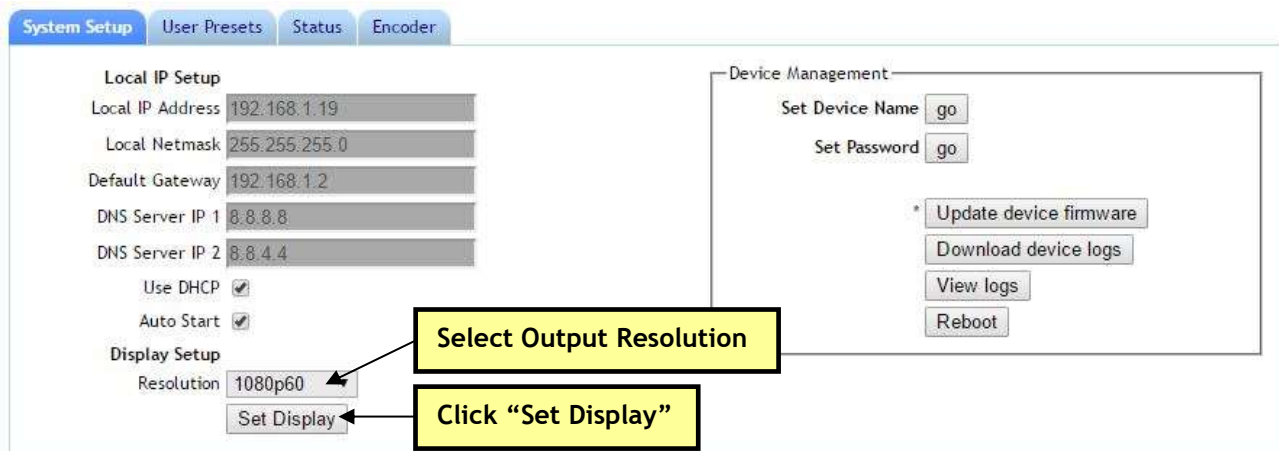 System Setup User Presets Status Encoder
Local IP Setup
Local IP Address 192.168.1.19
Local Netmask 255.255.255.0
Default Gateway 192.168.1.2
DNS Server IP 1 8.8.8.8
DNS Server IP 2 8.8.4.4
Use DHCP
Auto Start
Display Setup
Resolution 1080p60
Set Display
Select Output Resolution
Click “Set Display”
Device Management
Set Device Name go
Set Password go
* Update device firmware
Download device logs
View logs
Reboot